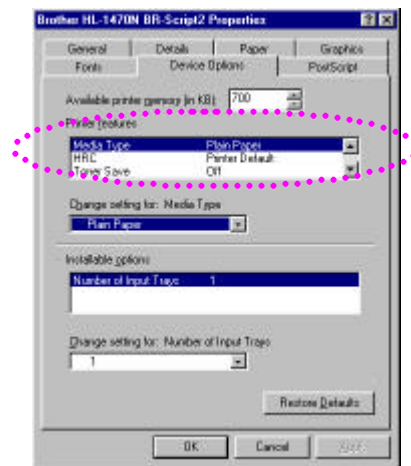 Brother HL-1470N BR-Script2 Properties
General Details Paper Graphics
Fonts Device Options PostScript
Available printer memory (in KB): 700
Printer features
Media Type Plain Paper
HRC Printer Default
Toner Save Off
Change setting for: Media Type
Plain Paper
Installable options
Number of Input Trays 1
Change setting for: Number of Input Trays
1
Restore Defaults
OK Cancel Apply